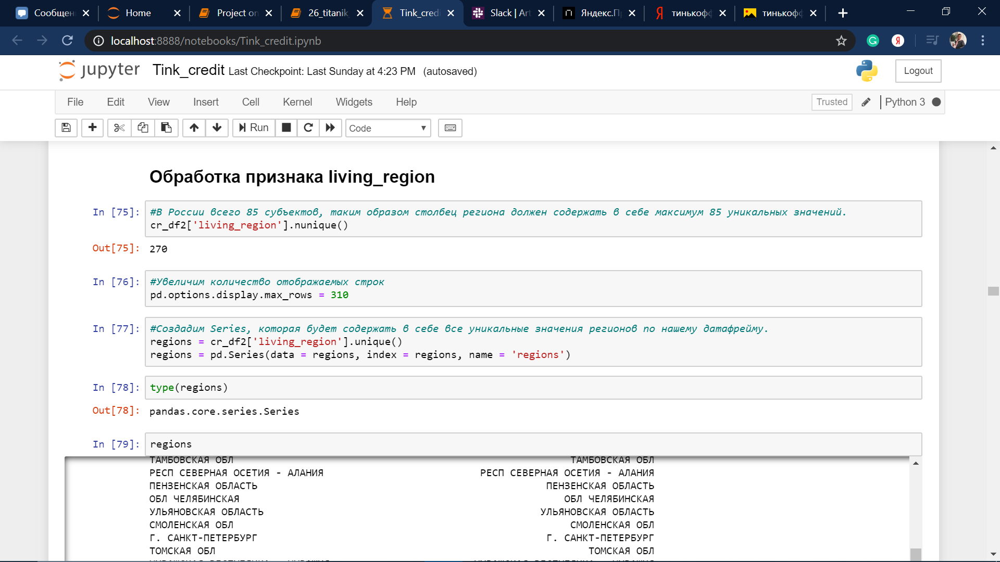 Сообщен
Home
Project on
26_titanik
Tink_credi
Slack | Art
Яндекс.П
тинькофф
тинькофф
localhost:8888/notebooks/Tink_credit.ipynb
jupyter Tink_credit Last Checkpoint: Last Sunday at 4:23 PM (autosaved)
Logout
File Edit View Insert Cell Kernel Widgets Help
Trusted Python 3
Run
Code
Обработка признака living_region
In [75]: #В России всего 85 субъектов, таким образом столбец региона должен содержать в себе максимум 85 уникальных значений.
cr_df2['living_region'].nunique()
Out[75]: 270
In [76]: #Увеличим количество отображаемых строк
pd.options.display.max_rows = 310
In [77]: #Создадим Series, которая будет содержать в себе все уникальные значения регионов по нашему датафрейму.
regions = cr_df2['living_region'].unique()
regions = pd.Series(data = regions, index = regions, name = 'regions')
In [78]: type(regions)
Out[78]: pandas.core.series.Series
In [79]: regions
ТАМБОВСКАЯ ОБЛ ТАМБОВСКАЯ ОБЛ
РЕСП СЕВЕРНАЯ ОСЕТИЯ - АЛАНИЯ РЕСП СЕВЕРНАЯ ОСЕТИЯ - АЛАНИЯ
ПЕНЗЕНСКАЯ ОБЛАСТЬ ПЕНЗЕНСКАЯ ОБЛАСТЬ
ОБЛ ЧЕЛЯБИНСКАЯ ОБЛ ЧЕЛЯБИНСКАЯ
УЛЬЯНОВСКАЯ ОБЛАСТЬ УЛЬЯНОВСКАЯ ОБЛАСТЬ
СМОЛЕНСКАЯ ОБЛ СМОЛЕНСКАЯ ОБЛ
Г. САНКТ-ПЕТЕРБУРГ Г. САНКТ-ПЕТЕРБУРГ
ТОМСКАЯ ОБЛ ТОМСКАЯ ОБЛ